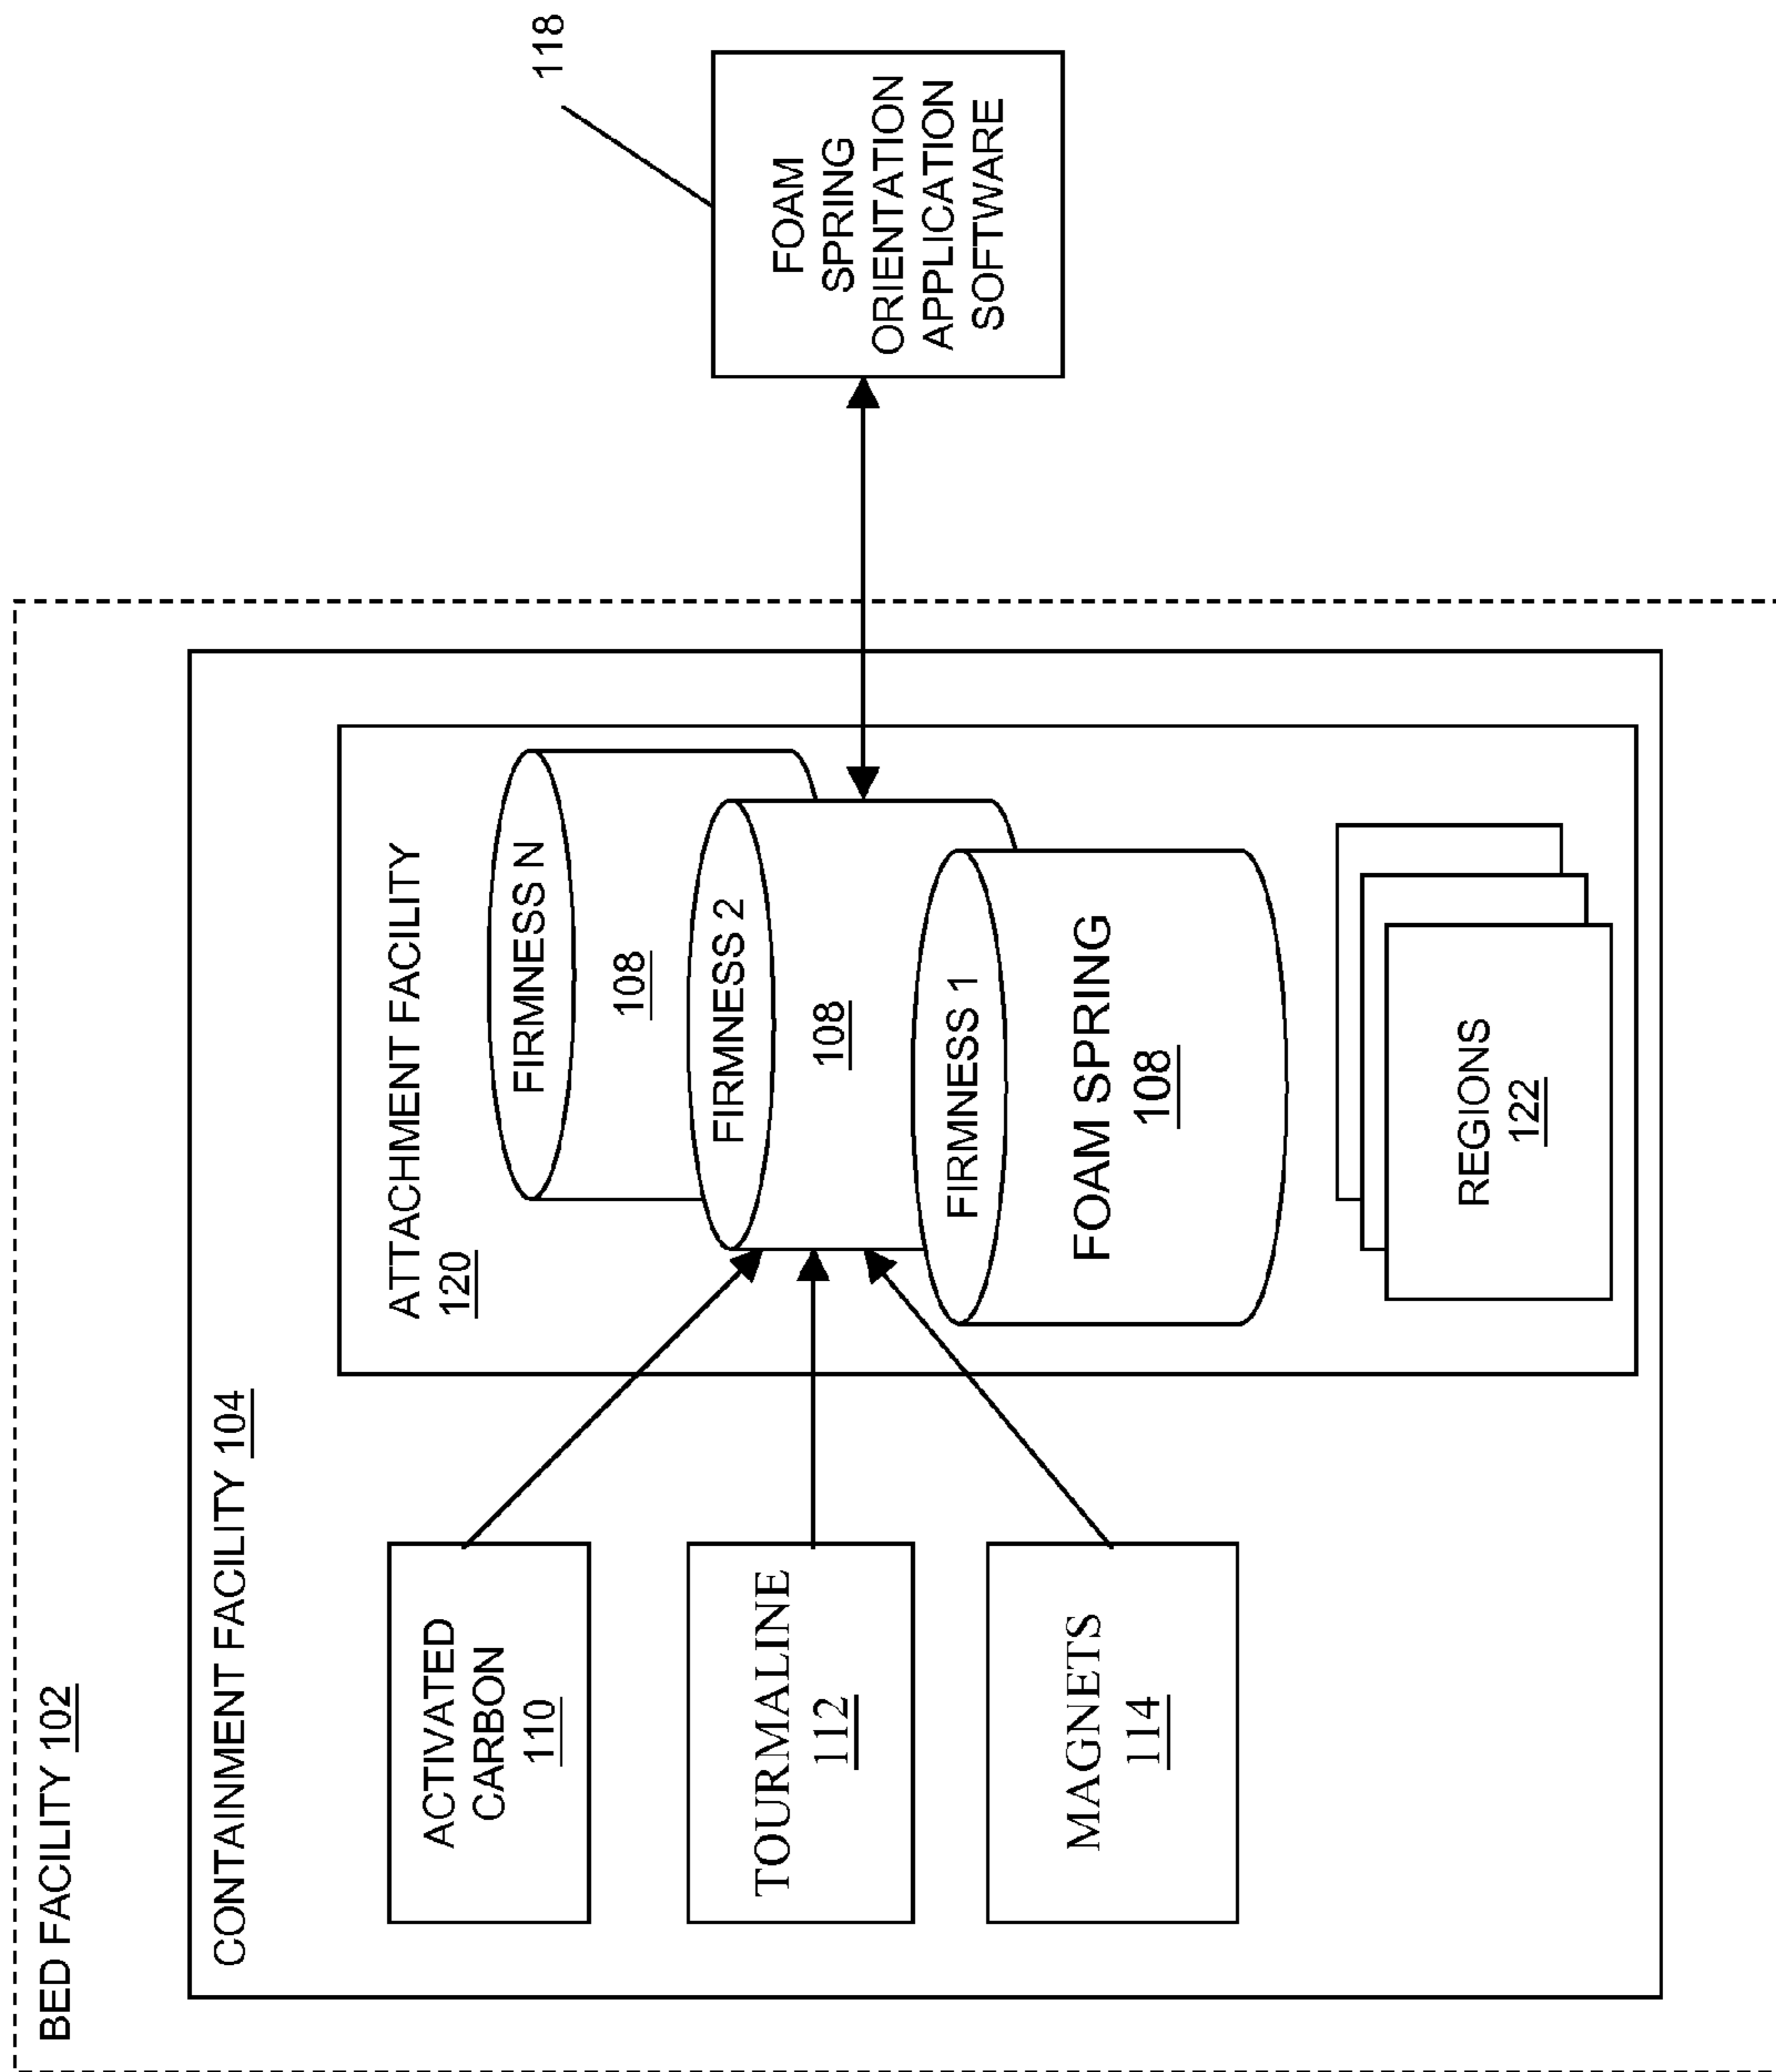 BED FACILITY 102
CONTAINMENT FACILITY 104
ACTIVATED
CARBON
110
TOURMALINE
112
MAGNETS
114
ATTACHMENT FACILITY
120
FIRMNESS N
108
FIRMNESS 2
108
FIRMNESS 1
FOAM SPRING
108
REGIONS
122
118
FOAM
SPRING
ORIENTATION
APPLICATION
SOFTWARE